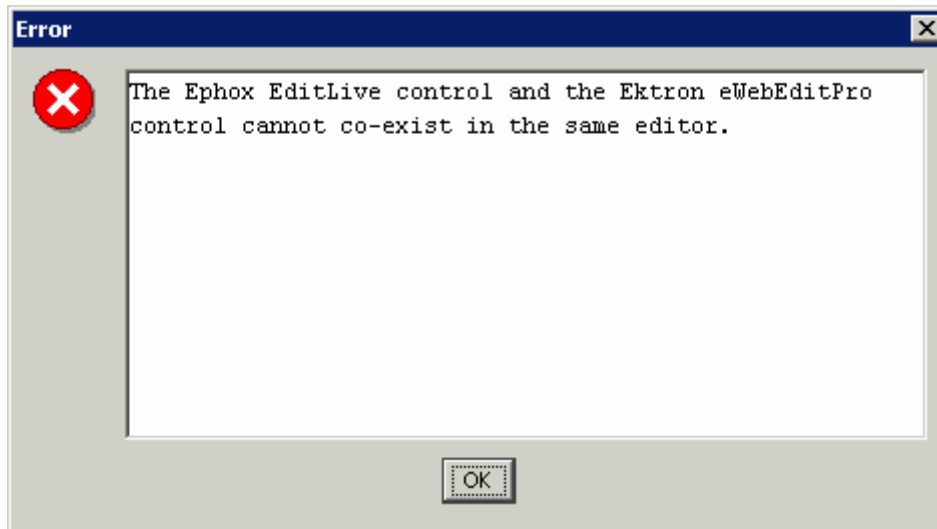 Error
The Ephox EditLive control and the Ektron eWebEditPro
control cannot co-exist in the same editor.
OK